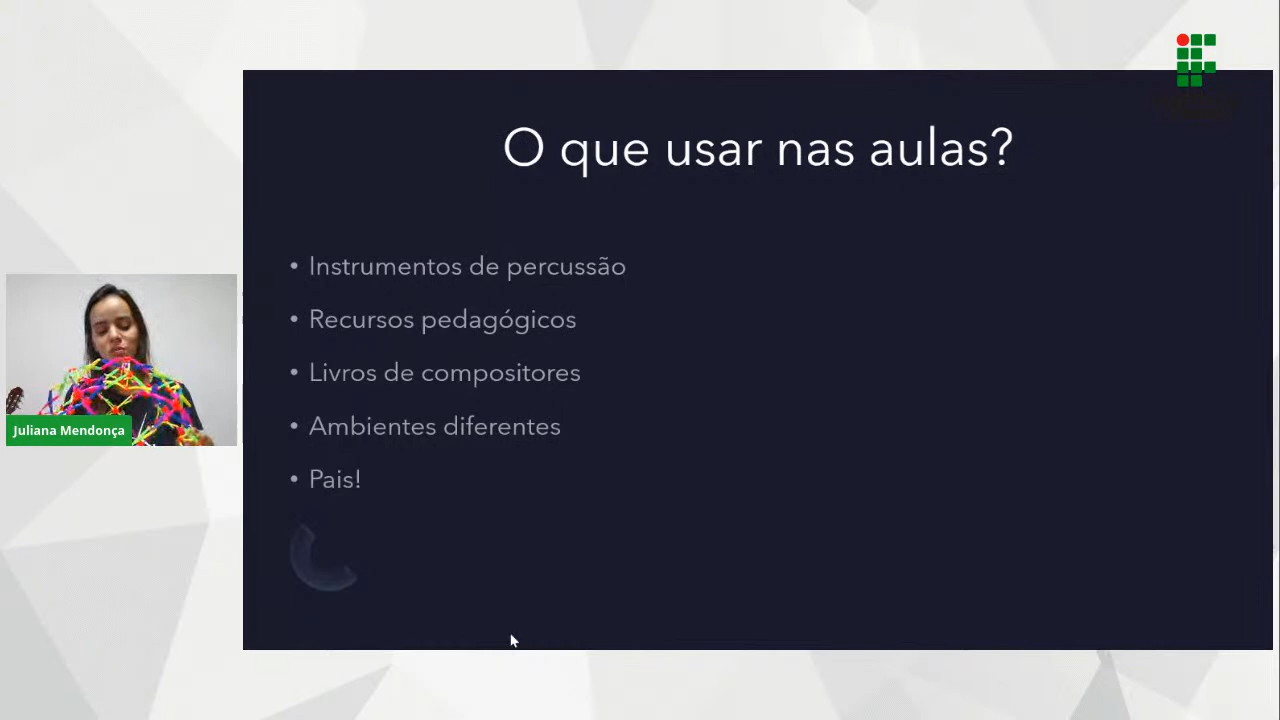 O que usar nas aulas?
• Instrumentos de percussão
• Recursos pedagógicos
• Livros de compositores
• Ambientes diferentes
• Pais!
Juliana Mendonça